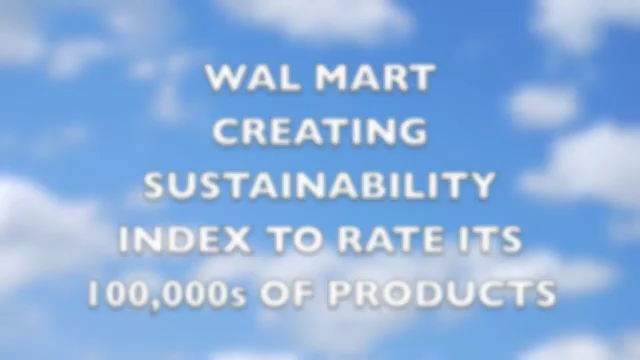 WAL MART
CREATING
SUSTAINABILITY
INDEX TO RATE ITS
100,000s OF PRODUCTS